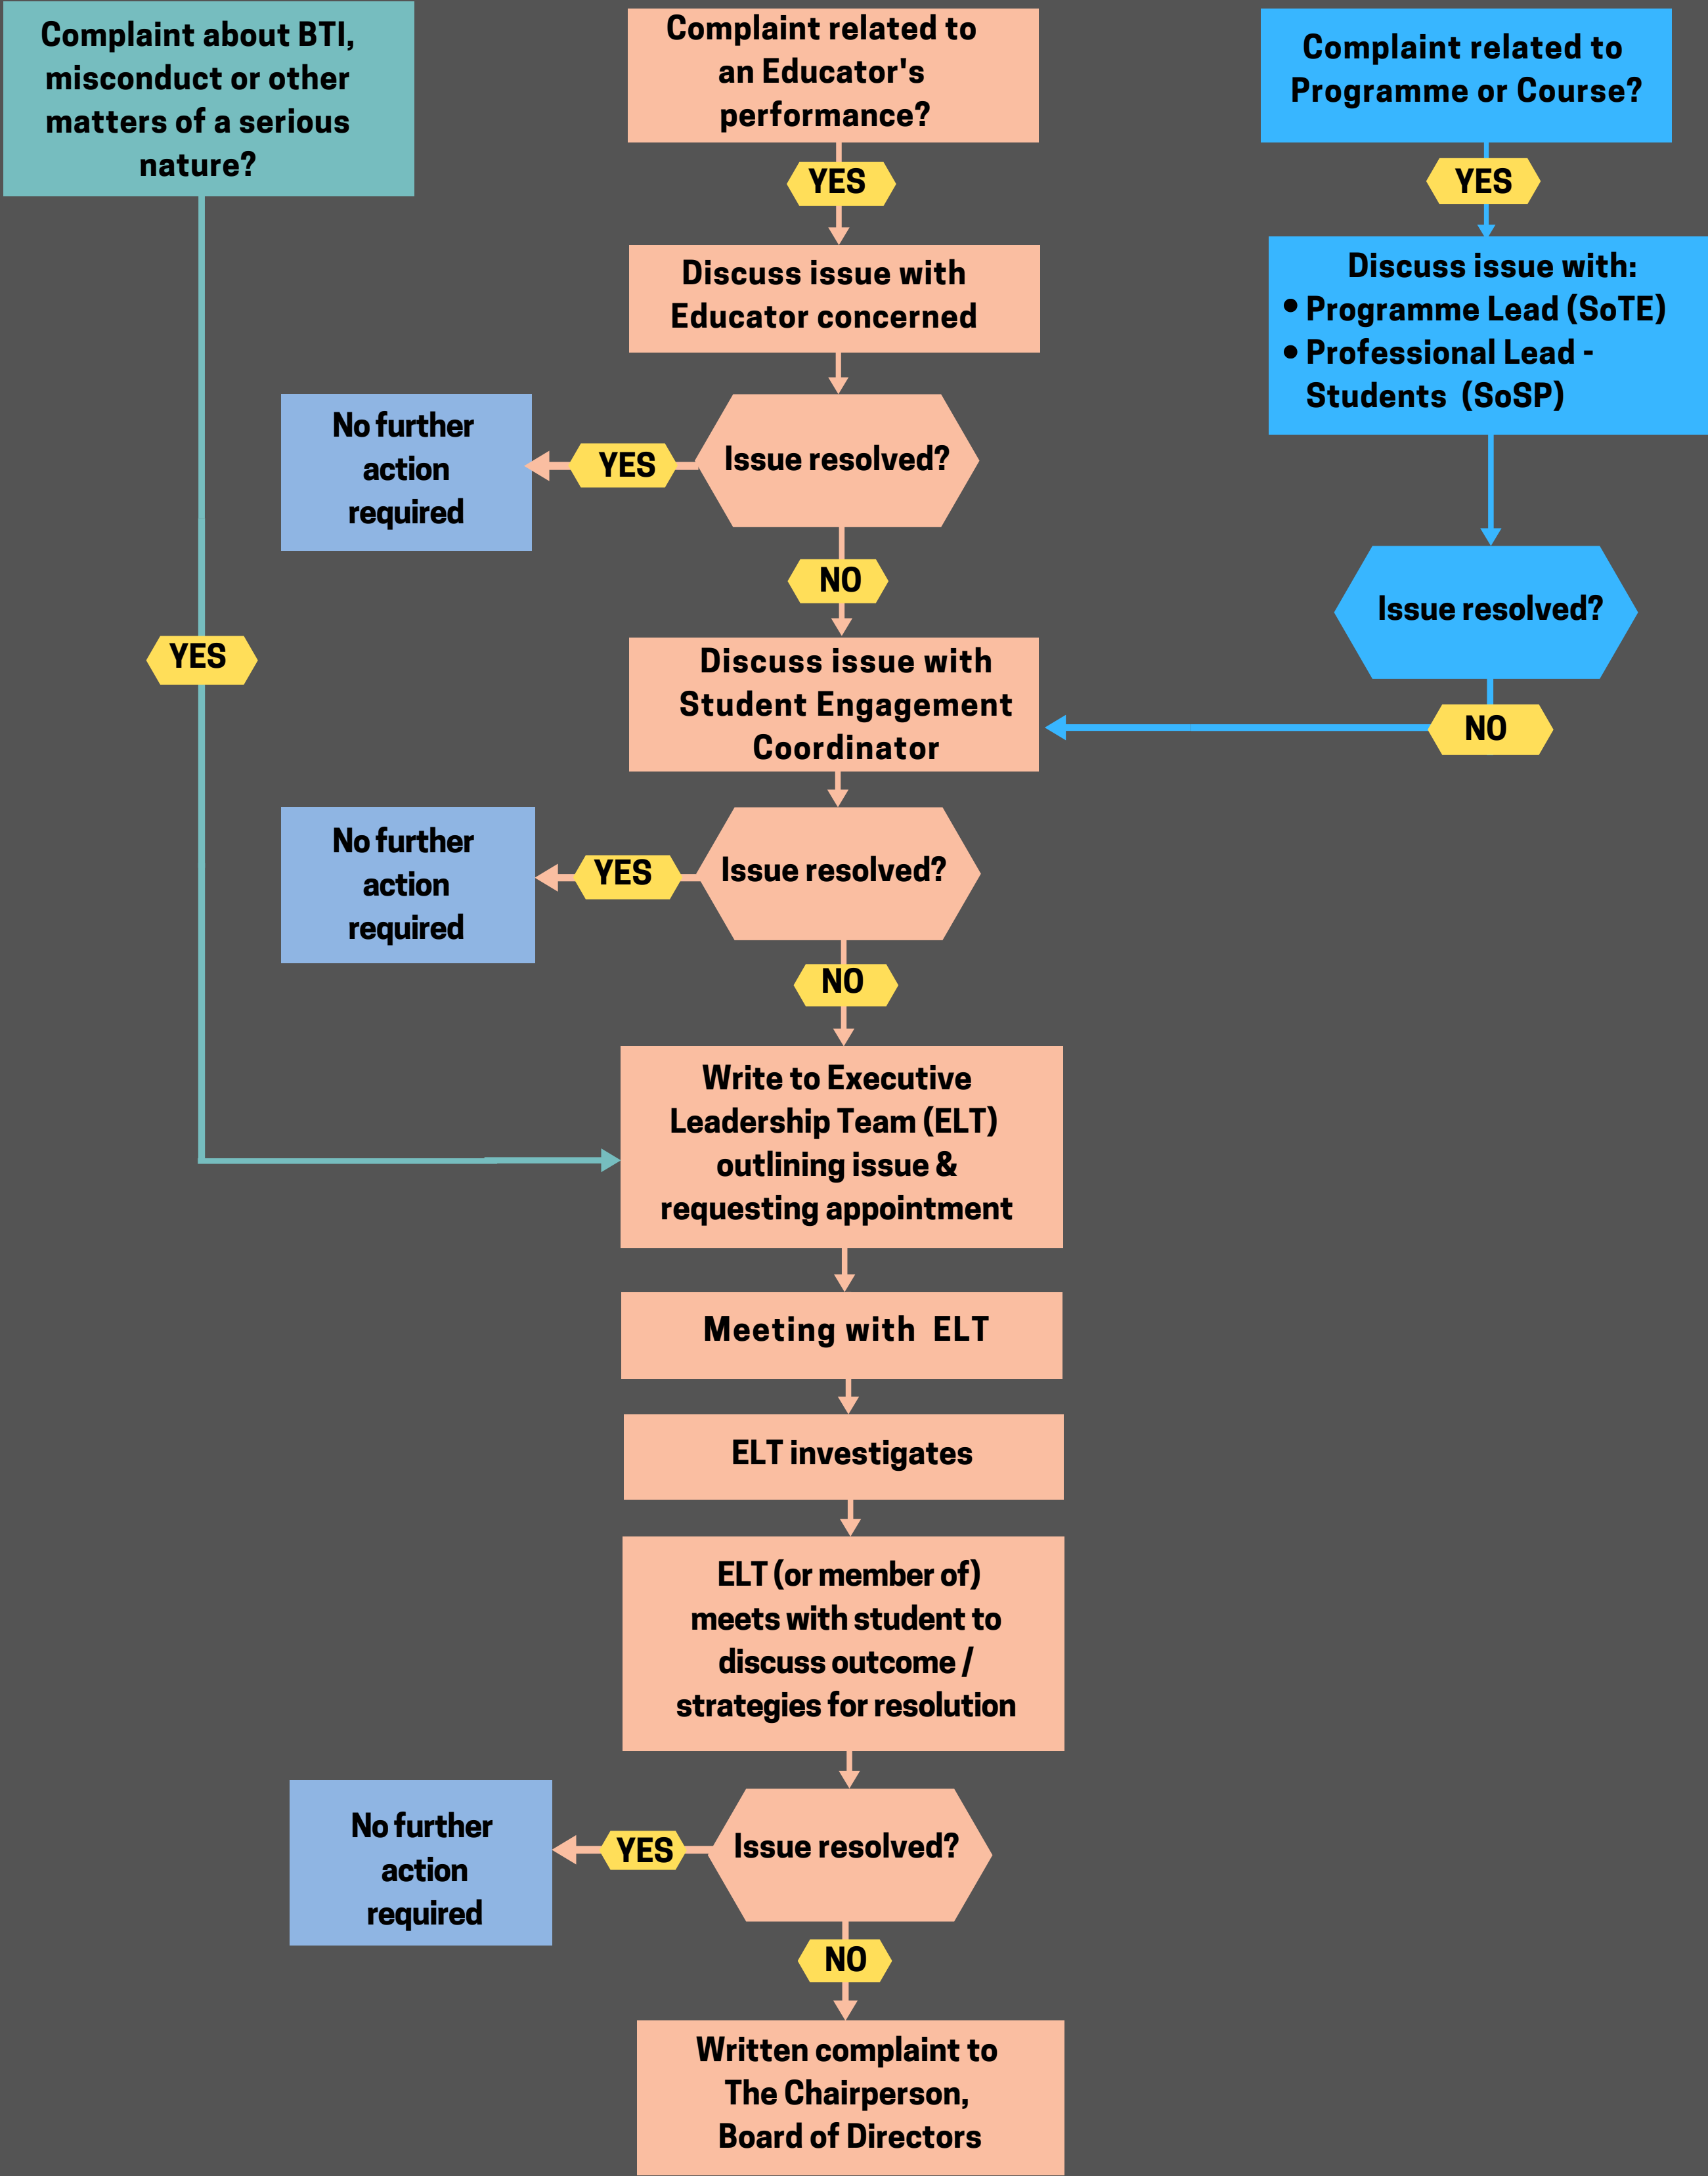 Complaint about BTI,
misconduct or other
matters of a serious
nature?
Complaint related to
an Educator's
performance?
Complaint related to
Programme or Course?
YES
YES
Discuss issue with
Educator concerned
Discuss issue with:
• Programme Lead (SoTE)
• Professional Lead -
Students (SoSP)
No further
action
required
YES
Issue resolved?
NO
Issue resolved?
YES
Discuss issue with
Student Engagement
Coordinator
NO
No further
action
required
YES
Issue resolved?
NO
Write to Executive
Leadership Team (ELT)
outlining issue &
requesting appointment
Meeting with ELT
ELT investigates
ELT (or member of)
meets with student to
discuss outcome /
strategies for resolution
No further
action
required
YES
Issue resolved?
NO
Written complaint to
The Chairperson,
Board of Directors